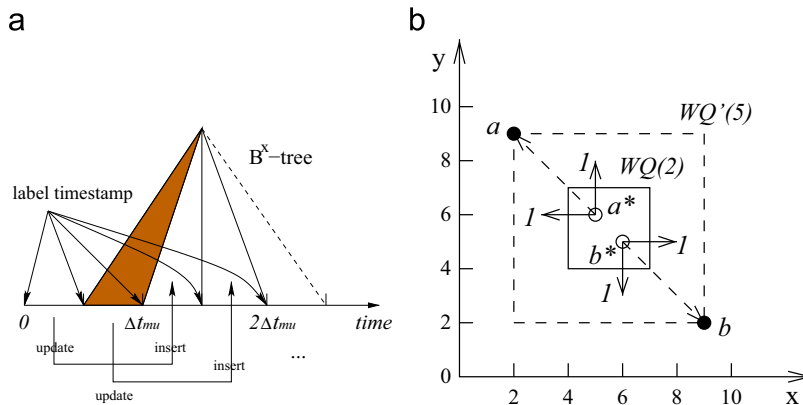 a
B^x-tree
label timestamp
0
Δt_mu
2Δt_mu
time
update
insert
update
insert
...
b
y
10
8
6
4
2
0
2
4
6
8
10
x
WQ'(5)
WQ(2)
a
a*
b*
b
1
1
1
1